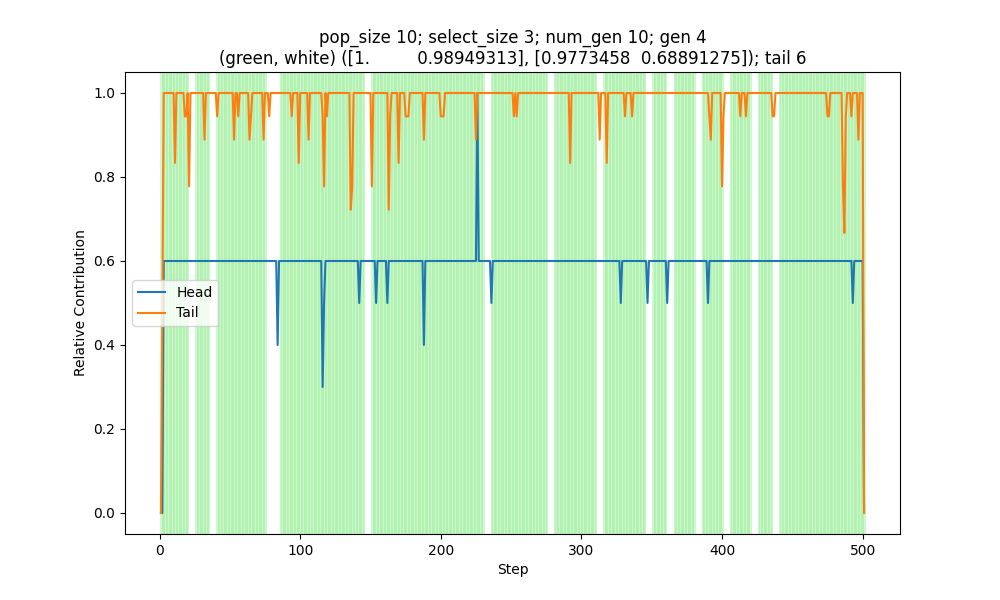 pop_size 10; select_size 3; num_gen 10; gen 4
(green, white) ([1.         0.98949313], [0.9773458  0.68891275]); tail 6
1.0
0.8
0.6
0.4
0.2
0.0
Relative Contribution
Head
Tail
0
100
200
300
400
500
Step